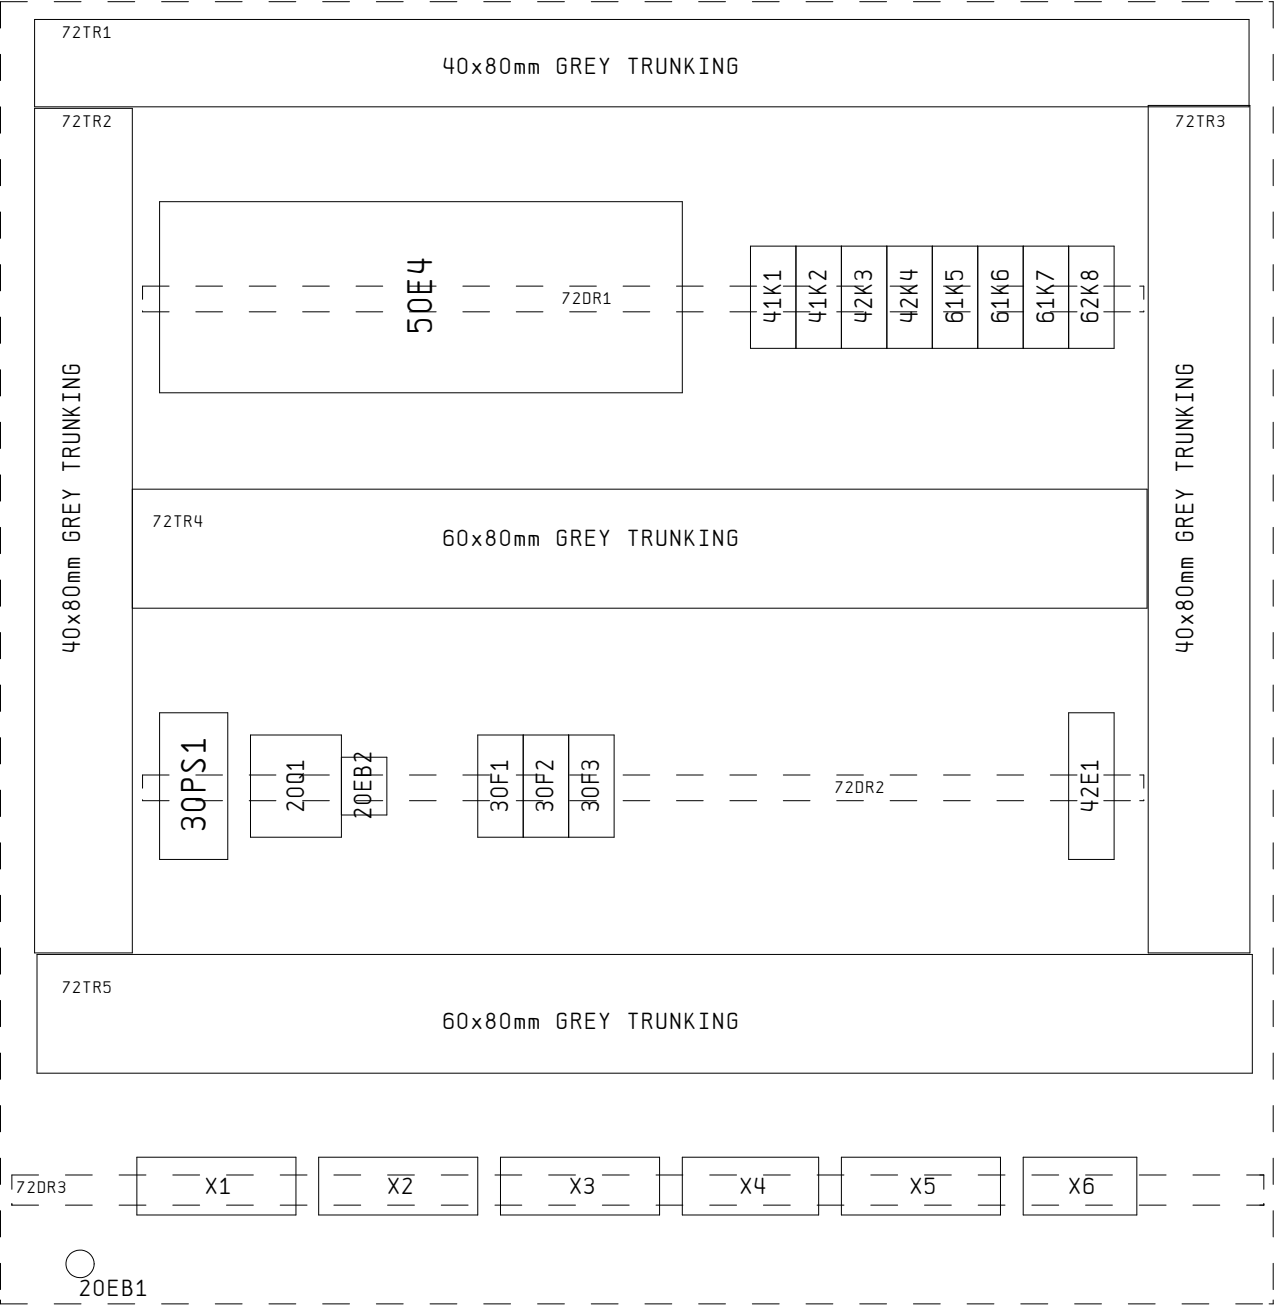 72TR1
40x80mm GREY TRUNKING
72TR2
72TR3
50E4
72DR1
41K1
41K2
42K3
42K4
61K5
61K6
61K7
62K8
40x80mm GREY TRUNKING
40x80mm GREY TRUNKING
72TR4
60x80mm GREY TRUNKING
30PS1
20Q1
20EB2
30F1
30F2
30F3
72DR2
42E1
72TR5
60x80mm GREY TRUNKING
72DR3
X1
X2
X3
X4
X5
X6
20EB1